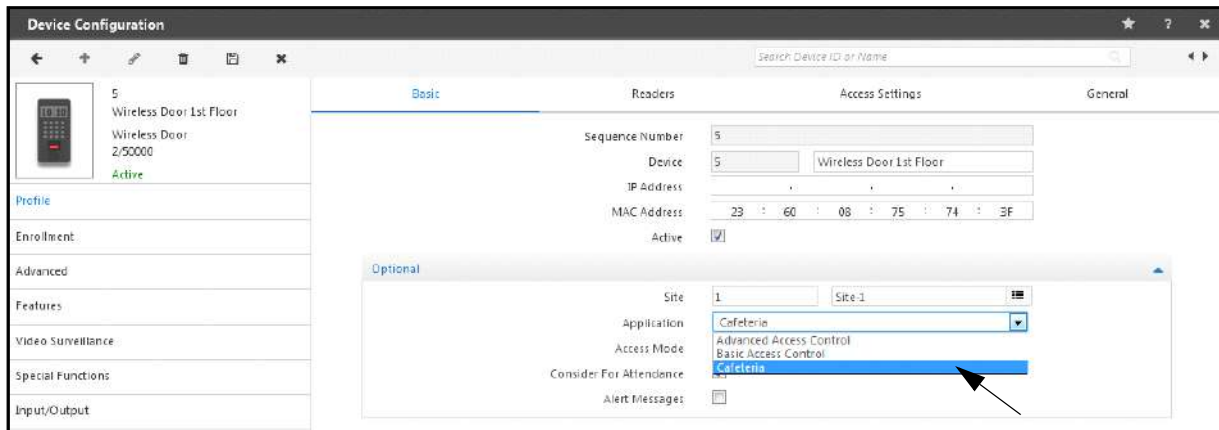 Device Configuration
?
Search Device ID or Name
5
Wireless Door 1st Floor
Wireless Door
2/50000
Active
Profile
Enrollment
Advanced
Features
Video Surveillance
Special Functions
Input/Output
Basic Readers Access Settings General
Sequence Number 5
Device 5 Wireless Door 1st Floor
IP Address . . .
MAC Address 23 : 60 : 08 : 75 : 74 : 3F
Active
Optional
Site 1 Site-1
Application Cafeteria
Advanced Access Control
Access Mode Basic Access Control
Cafeteria
Consider For Attendance
Alert Messages